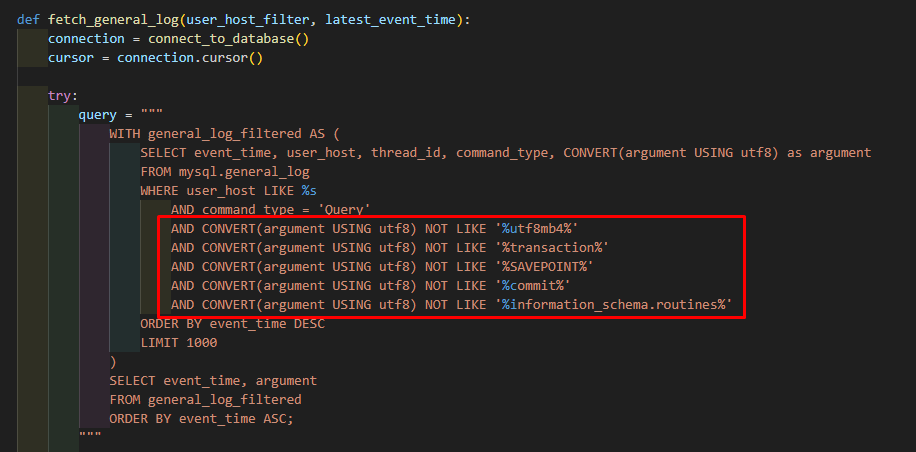 def fetch_general_log(user_host_filter, latest_event_time):
connection = connect_to_database()
cursor = connection.cursor()
try:
query = """
WITH general_log_filtered AS (
SELECT event_time, user_host, thread_id, command_type, CONVERT(argument USING utf8) as argument
FROM mysql.general_log
WHERE user_host LIKE %s
AND command_type = 'Query'
AND CONVERT(argument USING utf8) NOT LIKE '%utf8mb4%'
AND CONVERT(argument USING utf8) NOT LIKE '%transaction%'
AND CONVERT(argument USING utf8) NOT LIKE '%SAVEPOINT%'
AND CONVERT(argument USING utf8) NOT LIKE '%commit%'
AND CONVERT(argument USING utf8) NOT LIKE '%information_schema.routines%'
ORDER BY event_time DESC
LIMIT 1000
)
SELECT event_time, argument
FROM general_log_filtered
ORDER BY event_time ASC;
"""